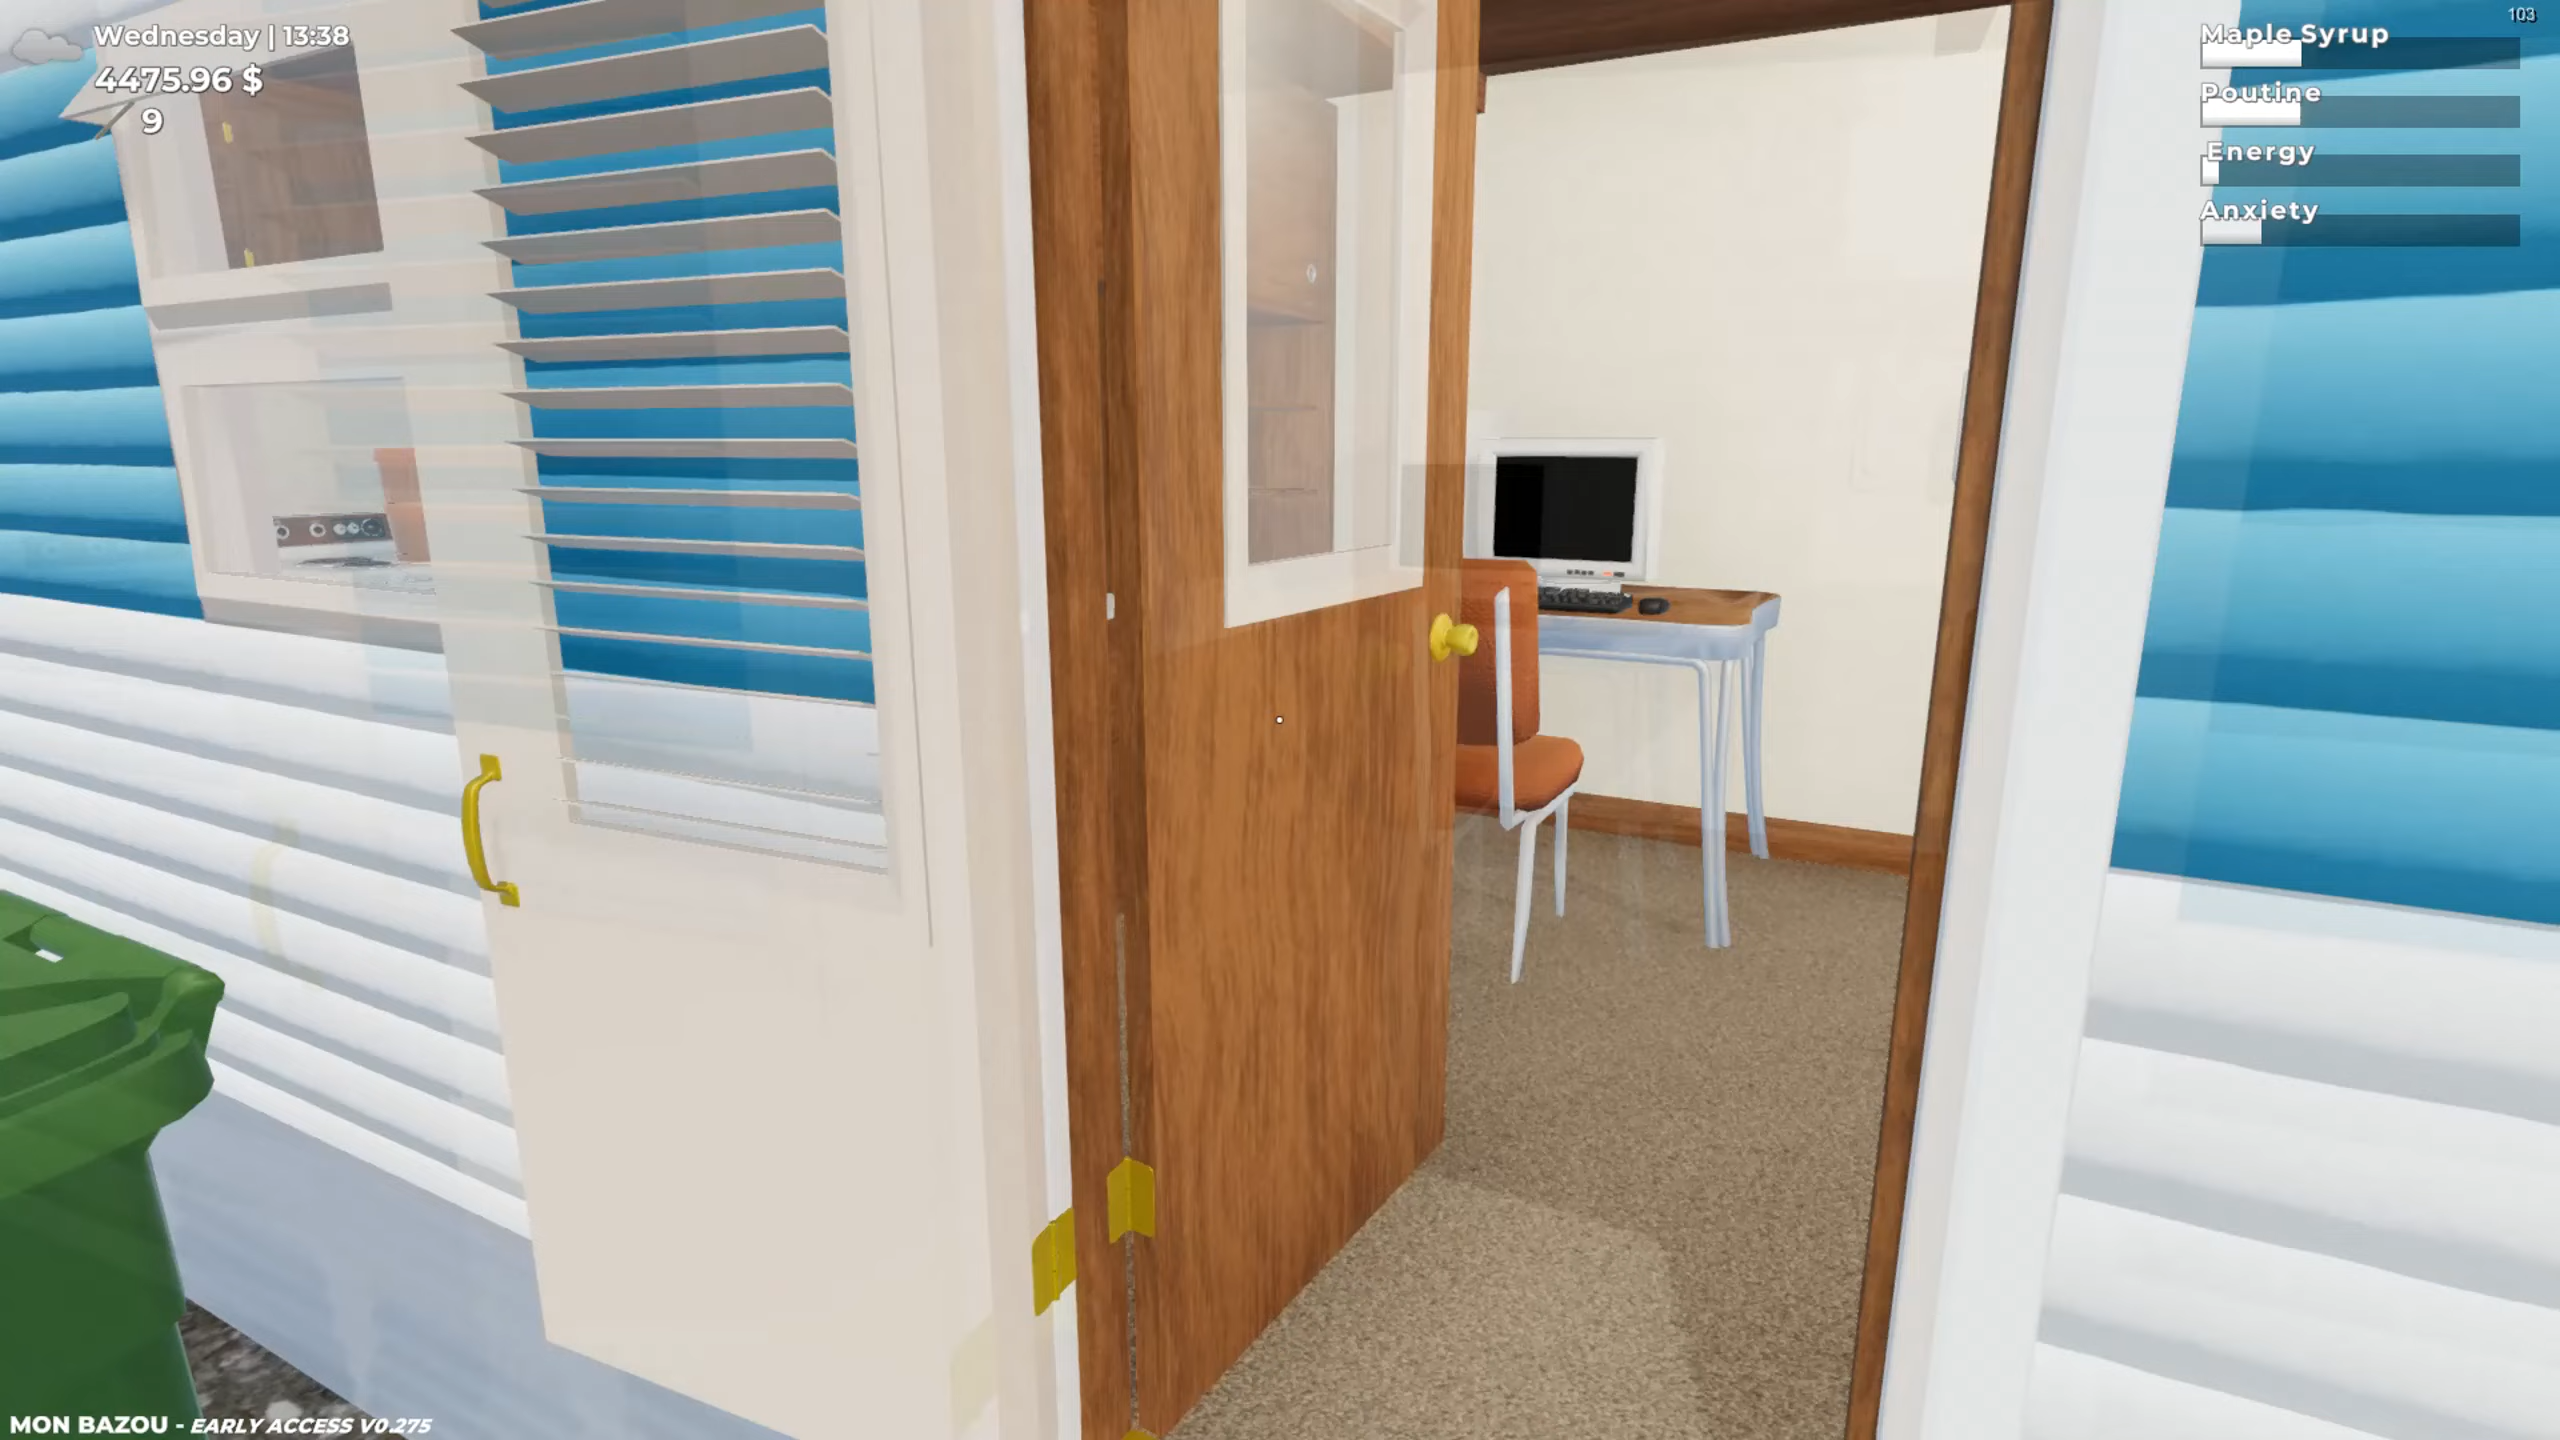 Wednesday | 13:38
4475.96 $
9
103
Maple Syrup
Poutine
Energy
Anxiety
MON BAZOU - EARLY ACCESS V0.275